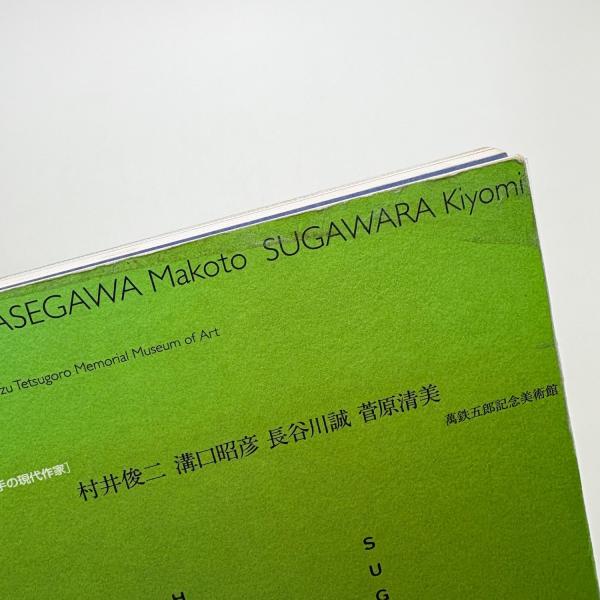 ASEGAWA Makoto SUGAWARA Kiyomi
zu Tetsugoro Memorial Museum of Art
手の現代作家]
村井俊二 溝口昭彦 長谷川誠 菅原清美
萬鉄五郎記念美術館
H
S
U
G